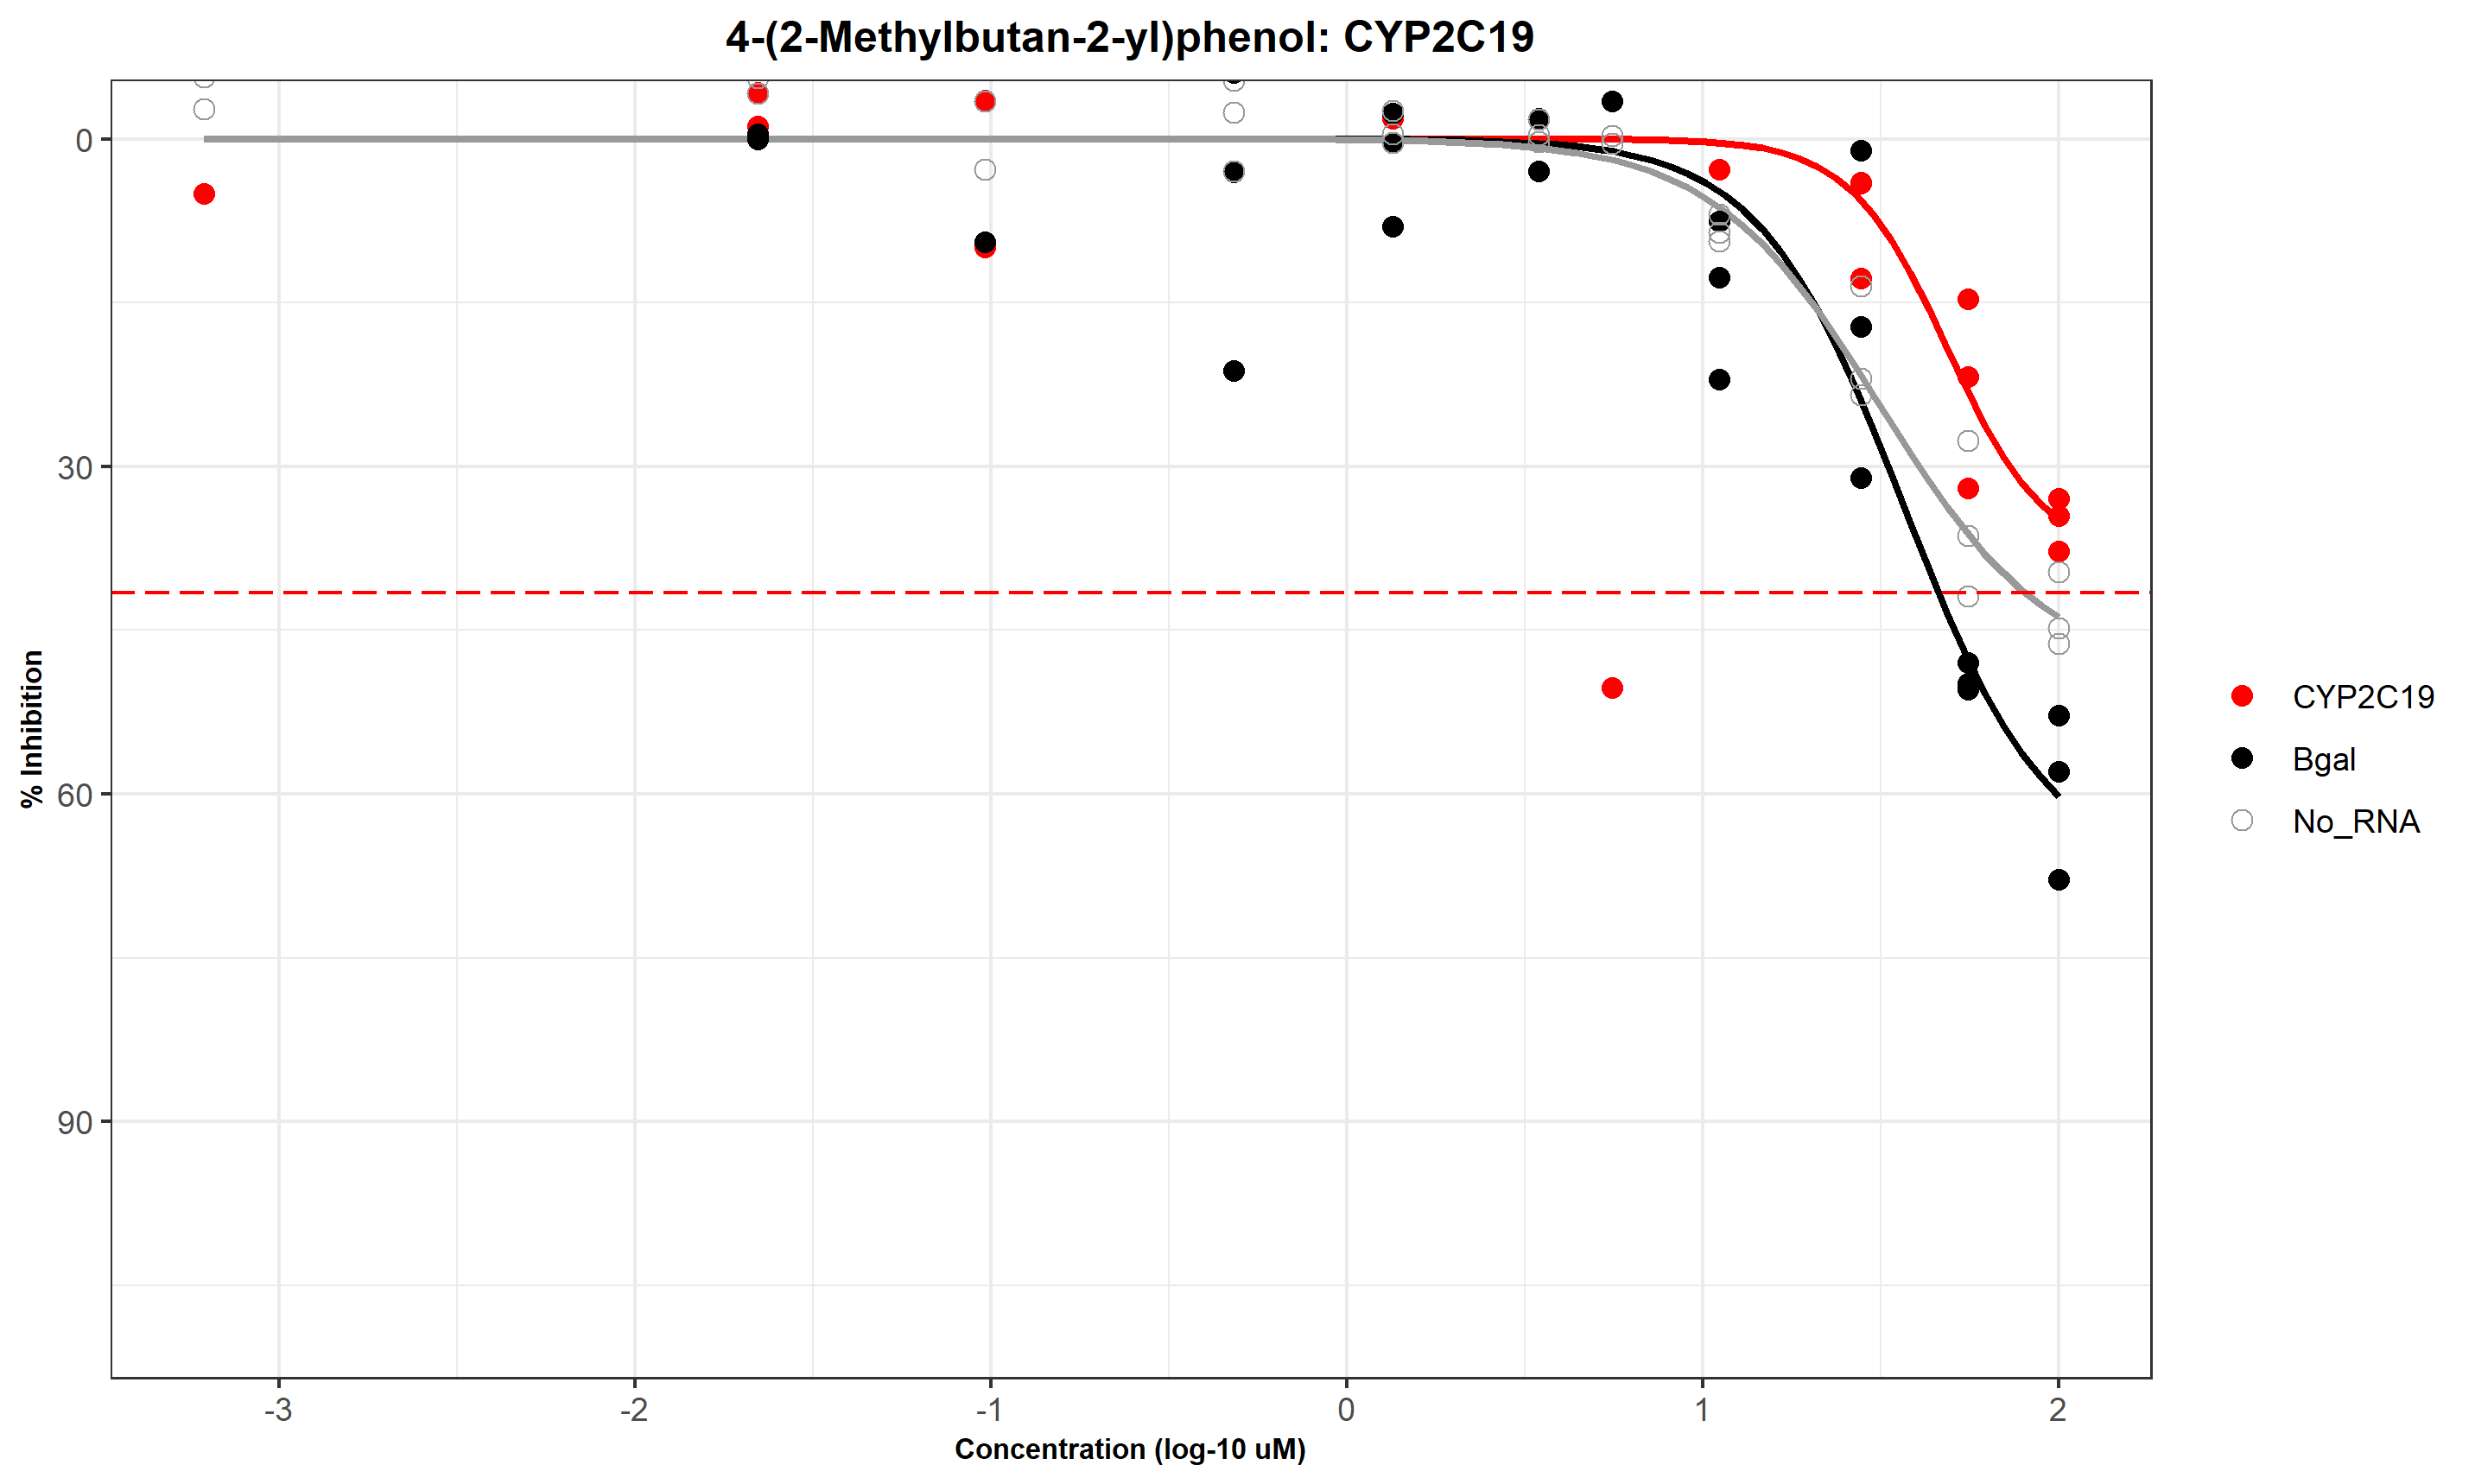 4-(2-Methylbutan-2-yl)phenol: CYP2C19
0
30
60
90
% Inhibition
-3
-2
-1
0
1
2
Concentration (log-10 uM)
CYP2C19
Bgal
No_RNA